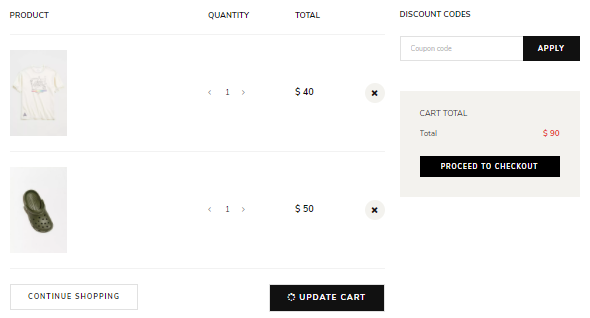 PRODUCT QUANTITY TOTAL
1 $ 40
1 $ 50
CONTINUE SHOPPING UPDATE CART
DISCOUNT CODES
Coupon code APPLY
CART TOTAL
Total $ 90
PROCEED TO CHECKOUT